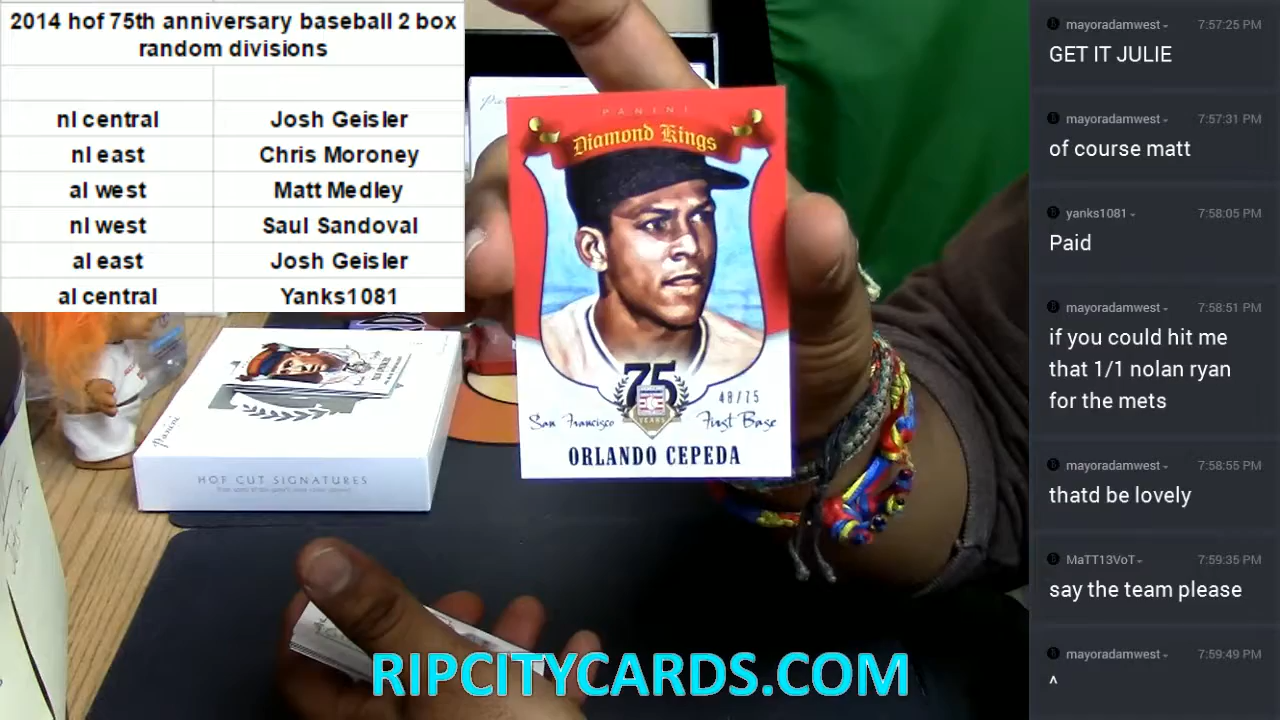 2014 hof 75th anniversary baseball 2 box
random divisions
nl central Josh Geisler
nl east Chris Moroney
al west Matt Medley
nl west Saul Sandoval
al east Josh Geisler
al central Yanks1081
PANINI
Diamond Kings
75
YEARS
48/75
San Francisco First Base
ORLANDO CEPEDA
Panini
HOF CUT SIGNATURES
RIPCITYCARDS.COM
mayoradamwest 7:57:25 PM
GET IT JULIE
mayoradamwest 7:57:31 PM
of course matt
yanks1081 7:58:05 PM
Paid
mayoradamwest 7:58:51 PM
if you could hit me
that 1/1 nolan ryan
for the mets
mayoradamwest 7:58:55 PM
thatd be lovely
MaTT13VoT 7:59:35 PM
say the team please
mayoradamwest 7:59:49 PM
^